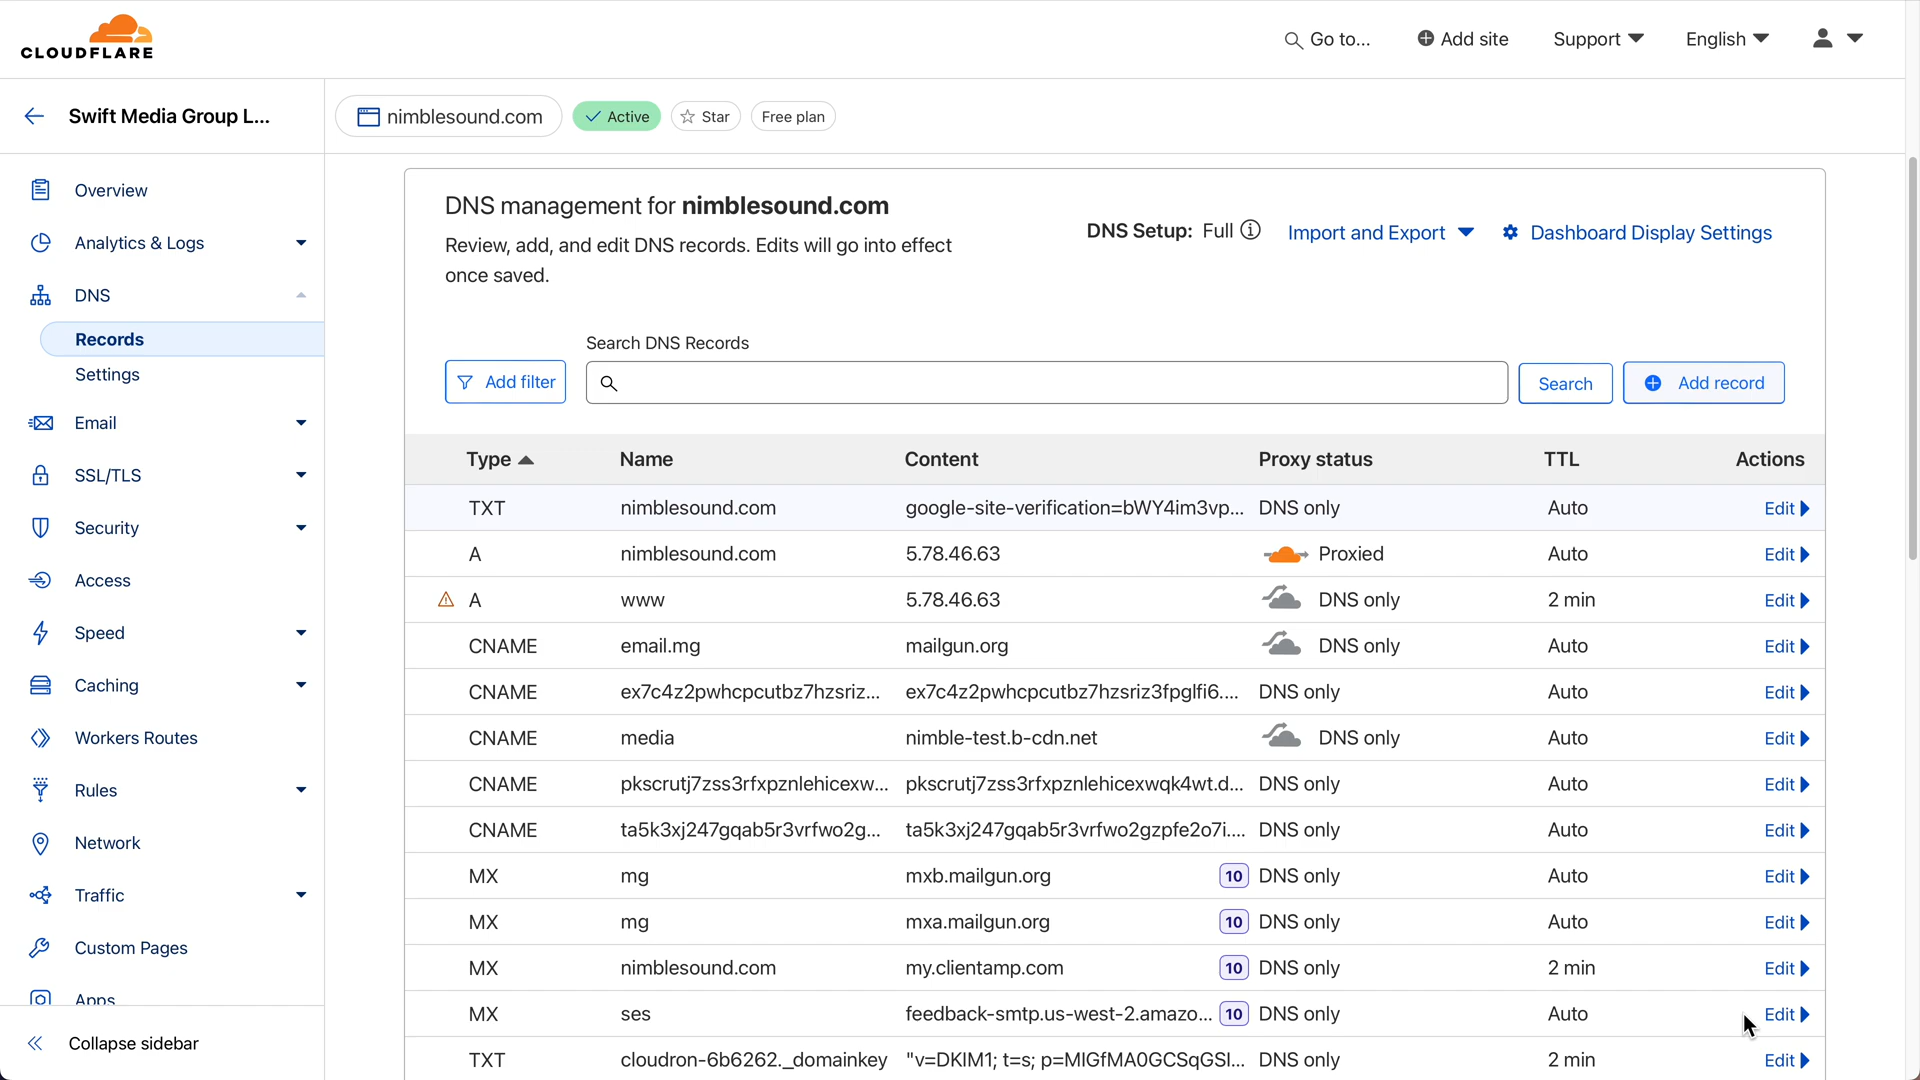 CLOUDFLARE
Go to...
Add site
Support
English
Swift Media Group L...
nimblesound.com
Active
Star
Free plan
Overview
Analytics & Logs
DNS
Records
Settings
Email
SSL/TLS
Security
Access
Speed
Caching
Workers Routes
Rules
Network
Traffic
Custom Pages
Apps
Collapse sidebar
DNS management for nimblesound.com
Review, add, and edit DNS records. Edits will go into effect
once saved.
DNS Setup: Full
Import and Export
Dashboard Display Settings
Search DNS Records
Add filter
Search
Add record
Type Name Content Proxy status TTL Actions
TXT nimblesound.com google-site-verification=bWY4im3vp... DNS only Auto Edit
A nimblesound.com 5.78.46.63 Proxied Auto Edit
A www 5.78.46.63 DNS only 2 min Edit
CNAME email.mg mailgun.org DNS only Auto Edit
CNAME ex7c4z2pwhcpcutbz7hzsriz... ex7c4z2pwhcpcutbz7hzsriz3fpglfi6.... DNS only Auto Edit
CNAME media nimble-test.b-cdn.net DNS only Auto Edit
CNAME pkscrutj7zss3rfxpznlehicexw... pkscrutj7zss3rfxpznlehicexwqk4wt.d... DNS only Auto Edit
CNAME ta5k3xj247gqab5r3vrfwo2g... ta5k3xj247gqab5r3vrfwo2gzpfe2o7i.... DNS only Auto Edit
MX mg mxb.mailgun.org 10 DNS only Auto Edit
MX mg mxa.mailgun.org 10 DNS only Auto Edit
MX nimblesound.com my.clientamp.com 10 DNS only 2 min Edit
MX ses feedback-smtp.us-west-2.amazo... 10 DNS only Auto Edit
TXT cloudron-6b6262._domainkey "v=DKIM1; t=s; p=MIGfMA0GCSqGSI... DNS only 2 min Edit